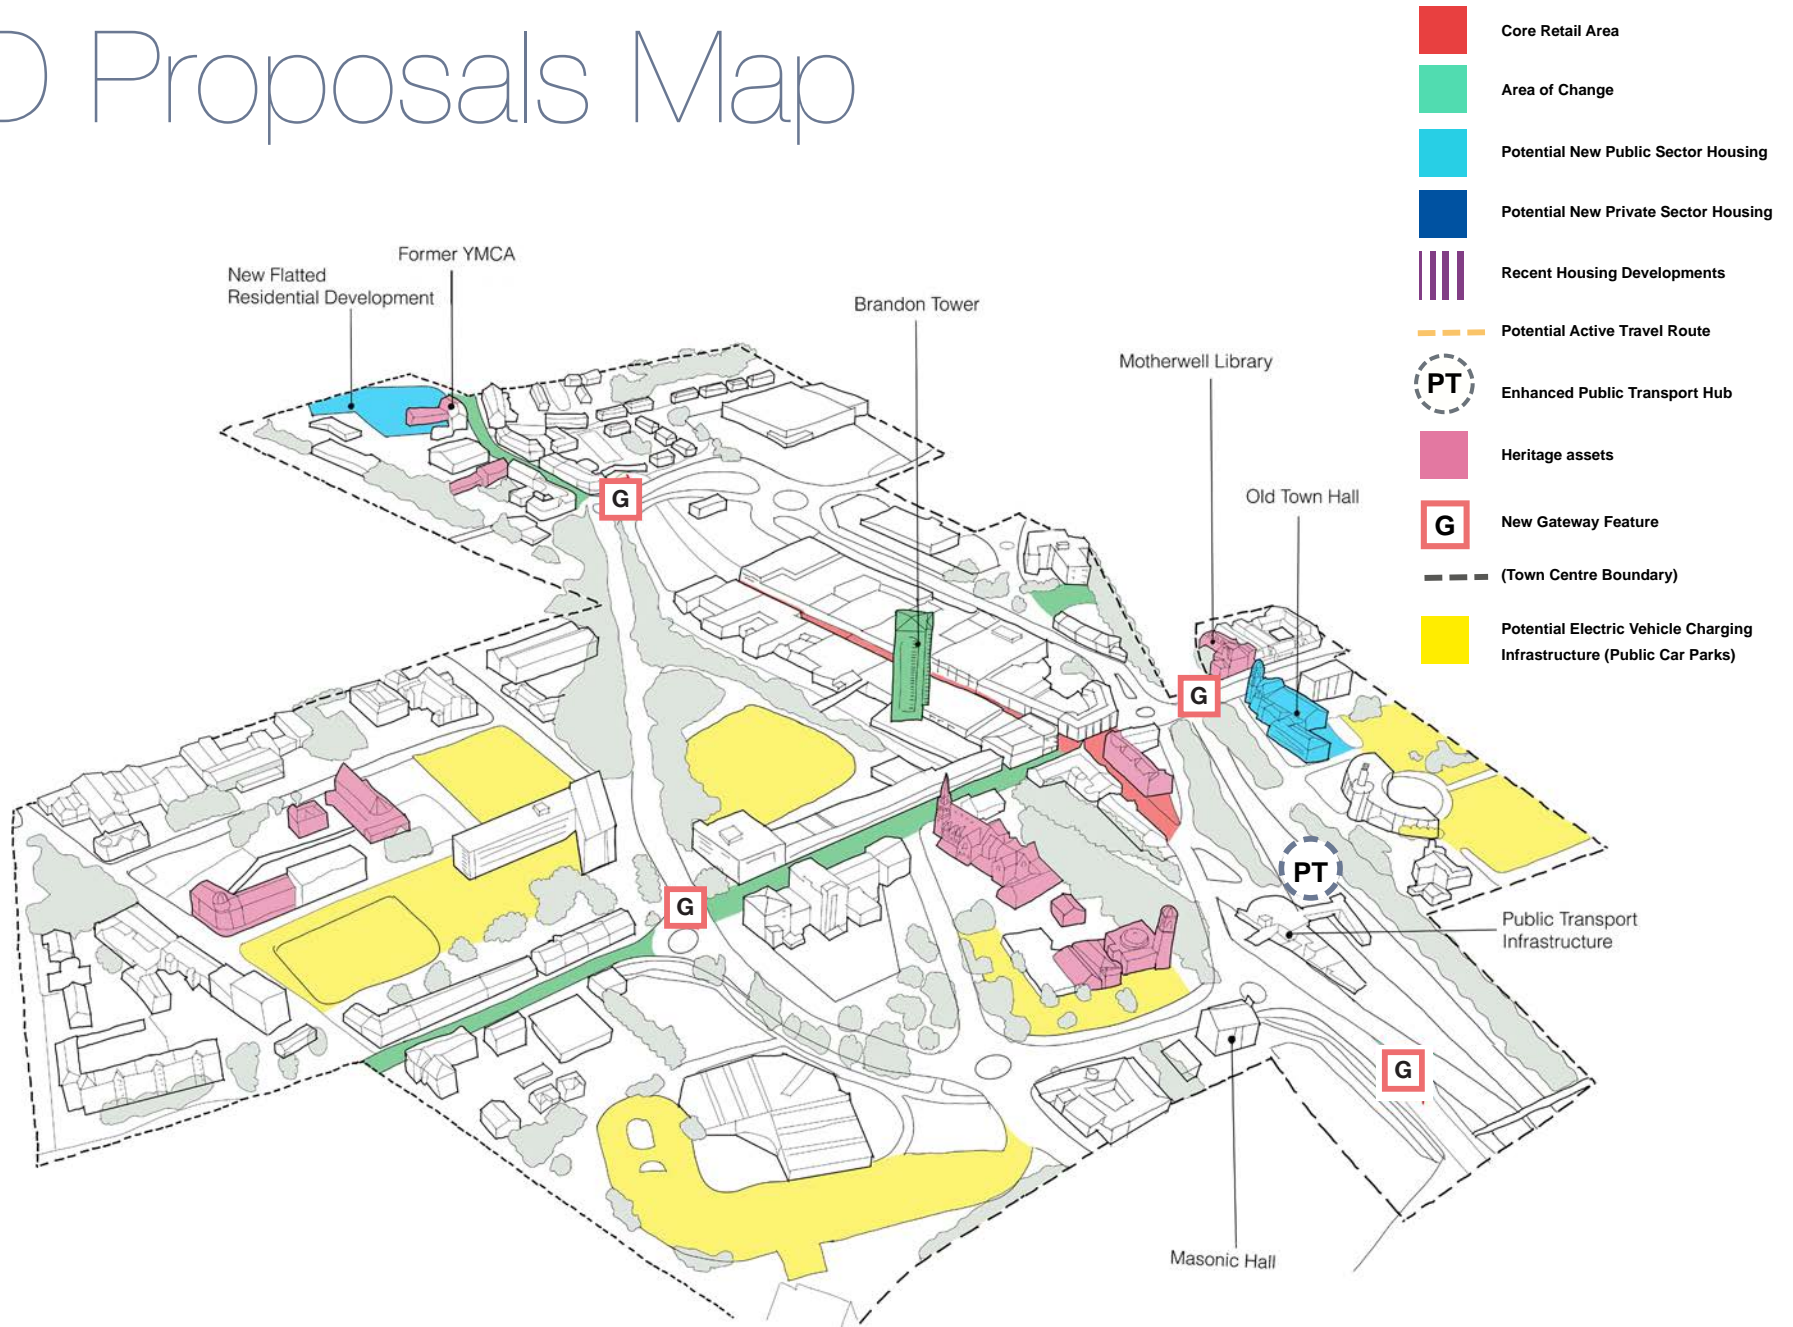 D Proposals Map
Core Retail Area
Area of Change
Potential New Public Sector Housing
Potential New Private Sector Housing
Recent Housing Developments
Potential Active Travel Route
PT
Enhanced Public Transport Hub
Heritage assets
G
New Gateway Feature
(Town Centre Boundary)
Potential Electric Vehicle Charging
Infrastructure (Public Car Parks)
Former YMCA
New Flatted
Residential Development
Brandon Tower
Motherwell Library
Old Town Hall
G
G
G
PT
Public Transport
Infrastructure
G
Masonic Hall